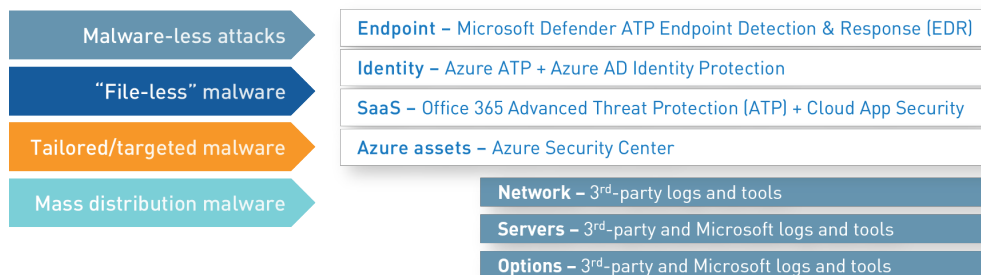 Malware-less attacks
“File-less” malware
Tailored/targeted malware
Mass distribution malware
Endpoint – Microsoft Defender ATP Endpoint Detection & Response (EDR)
Identity – Azure ATP + Azure AD Identity Protection
SaaS – Office 365 Advanced Threat Protection (ATP) + Cloud App Security
Azure assets – Azure Security Center
Network – 3rd-party logs and tools
Servers – 3rd-party and Microsoft logs and tools
Options – 3rd-party and Microsoft logs and tools